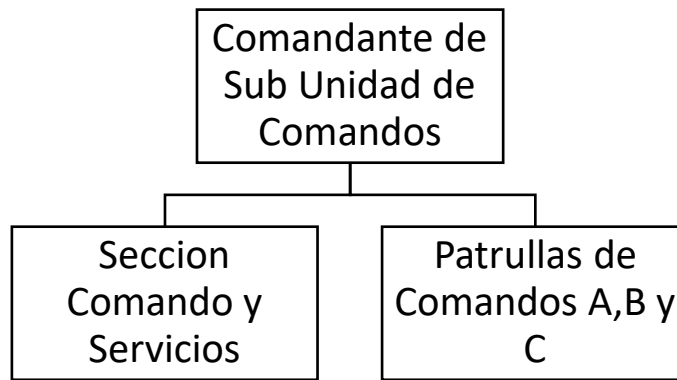 Comandante de
Sub Unidad de
Comandos
Seccion
Comando y
Servicios
Patrullas de
Comandos A,B y
C